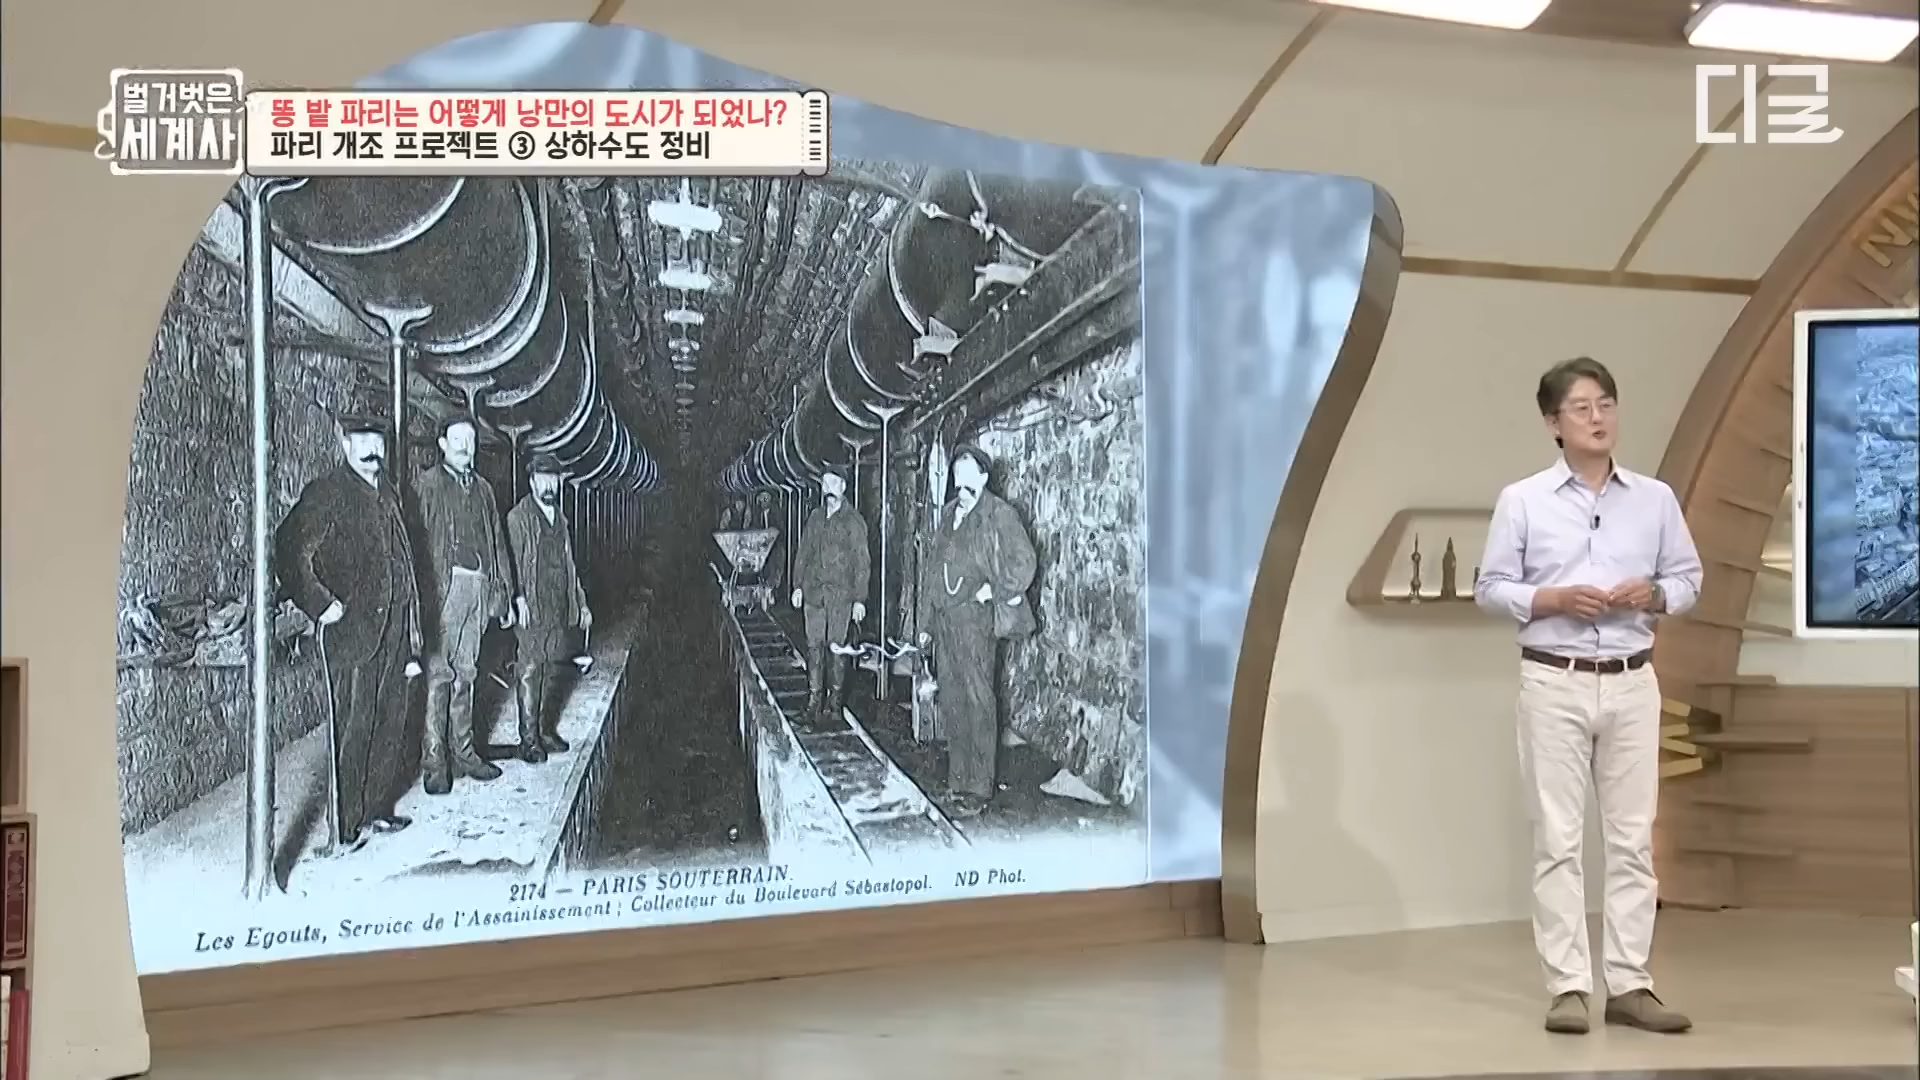 벌거벗은
세계사
똥 밭 파리는 어떻게 낭만의 도시가 되었나?
파리 개조 프로젝트 ③ 상하수도 정비
디글
2174 — PARIS SOUTERRAIN.
Les Egouts, Service de l'Assainissement ; Collecteur du Boulevard Sébastopol. ND Phot.